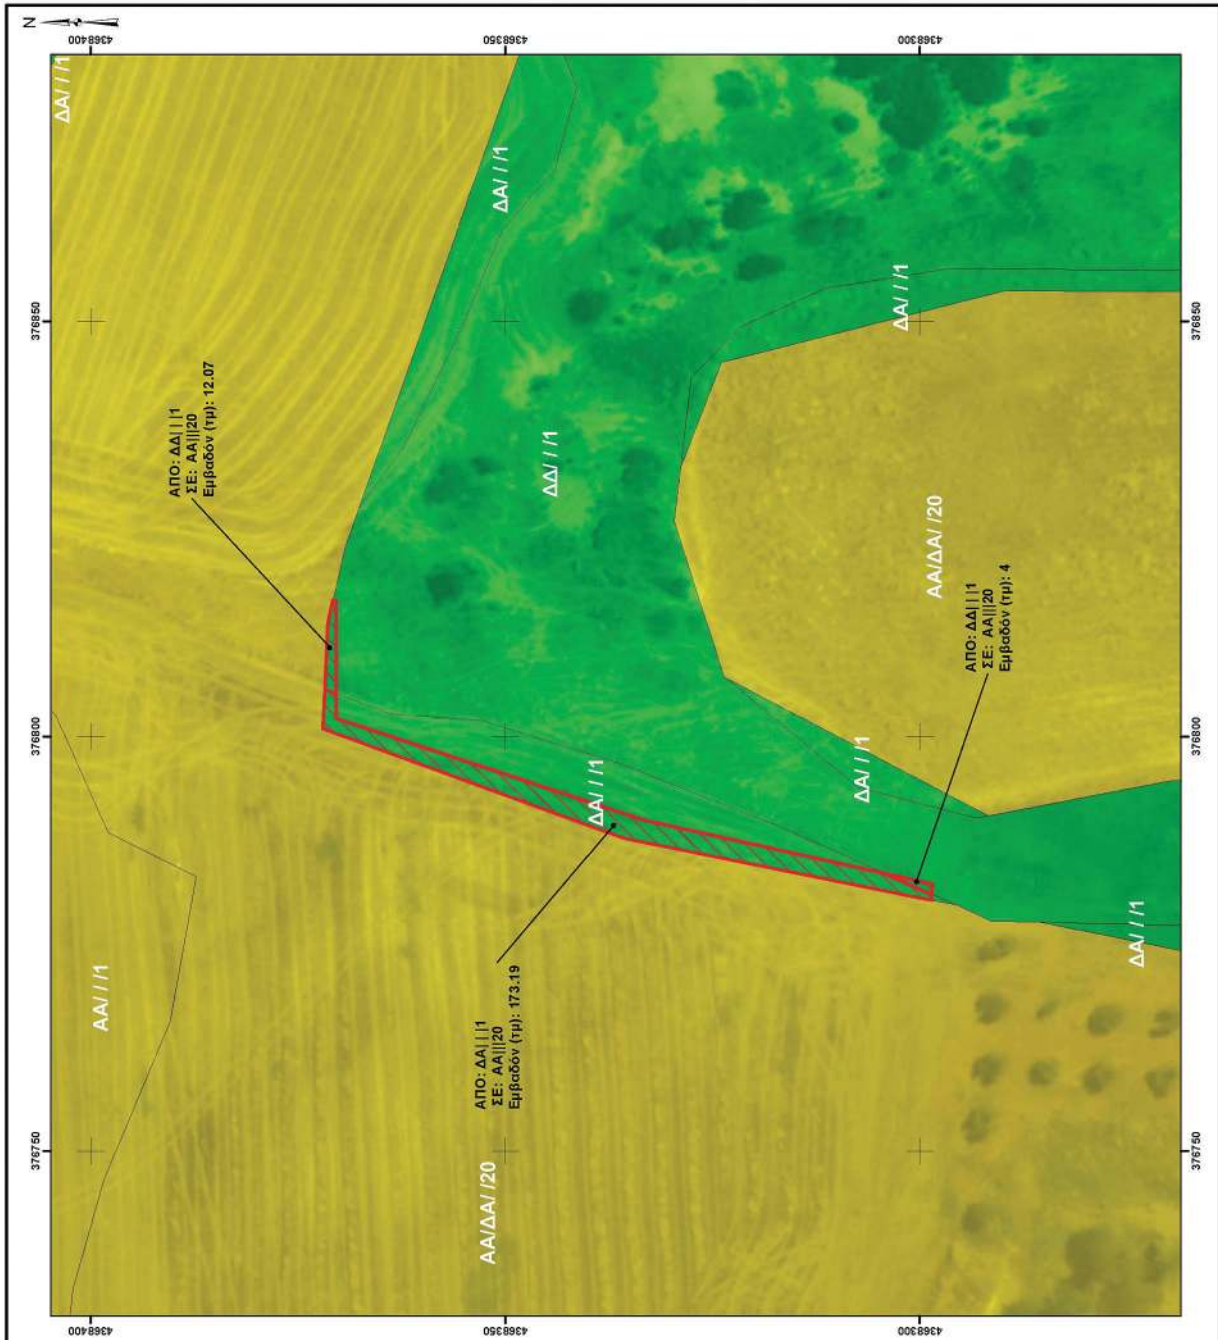 N
4368400
4368350
4368300
ΔΑ/ / /1
ΔΑ/ / /1
376850
376850
ΔΑ/ / /1
ΑΠΟ: ΔΔ| | |1
ΣΕ: ΑΑ|||20
Εμβαδόν (τμ): 12.07
ΔΔ/ / /1
ΑΑ/ΔΑ/ /20
ΑΠΟ: ΔΔ| | |1
ΣΕ: ΑΑ|||20
Εμβαδόν (τμ): 4
376800
376800
ΔΑ/ / /1
ΔΑ/ / /1
ΑΑ/ / /1
ΔΑ/ / /1
ΑΠΟ: ΔΑ| | |1
ΣΕ: ΑΑ|||20
Εμβαδόν (τμ): 173.19
376750
376750
ΑΑ/ΔΑ/ /20
4368400
4368350
4368300